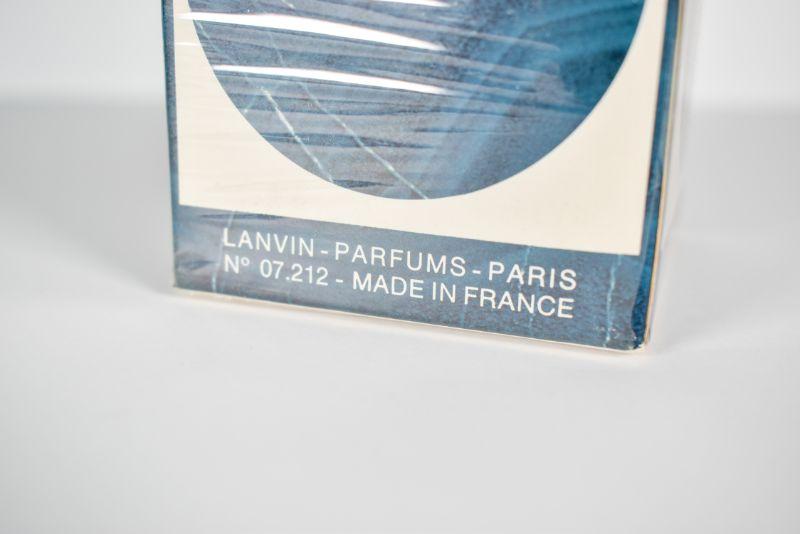 LANVIN - PARFUMS - PARIS
N° 07.212 - MADE IN FRANCE